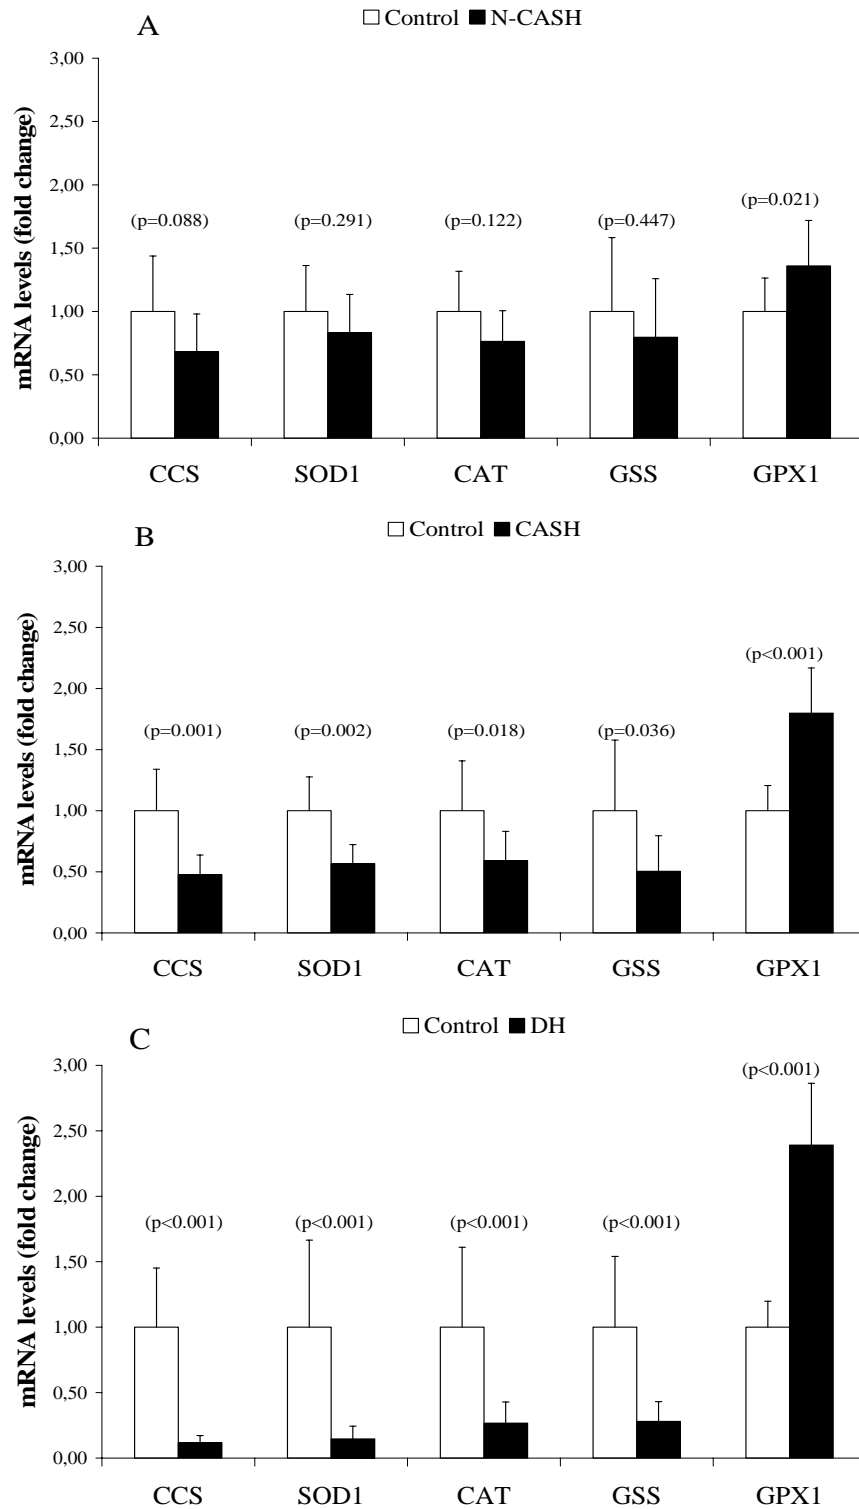 A
Control N-CASH
3,00
2,50
2,00
1,50
1,00
0,50
0,00
mRNA levels (fold change)
(p=0.088) (p=0.291) (p=0.122) (p=0.447) (p=0.021)
CCS SOD1 CAT GSS GPX1
B
Control CASH
3,00
2,50
2,00
1,50
1,00
0,50
0,00
mRNA levels (fold change)
(p=0.001) (p=0.002) (p=0.018) (p=0.036) (p<0.001)
CCS SOD1 CAT GSS GPX1
C
Control DH
3,00
2,50
2,00
1,50
1,00
0,50
0,00
mRNA levels (fold change)
(p<0.001) (p<0.001) (p<0.001) (p<0.001) (p<0.001)
CCS SOD1 CAT GSS GPX1